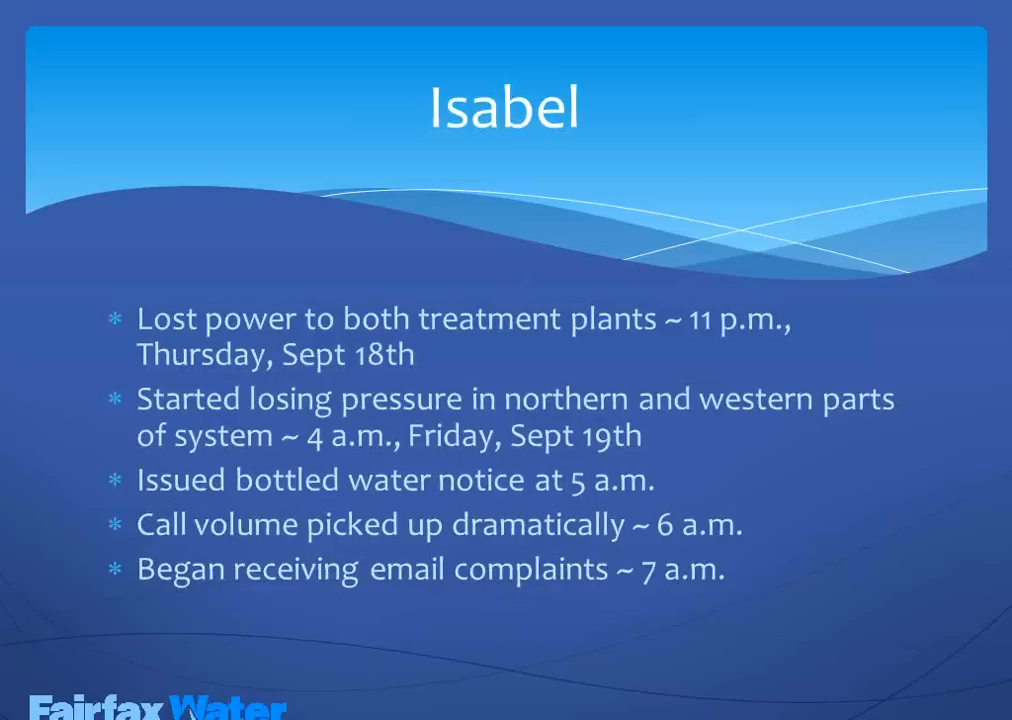 Isabel
* Lost power to both treatment plants ~ 11 p.m.,
Thursday, Sept 18th
* Started losing pressure in northern and western parts
of system ~ 4 a.m., Friday, Sept 19th
* Issued bottled water notice at 5 a.m.
* Call volume picked up dramatically ~ 6 a.m.
* Began receiving email complaints ~ 7 a.m.
Fairfax Water